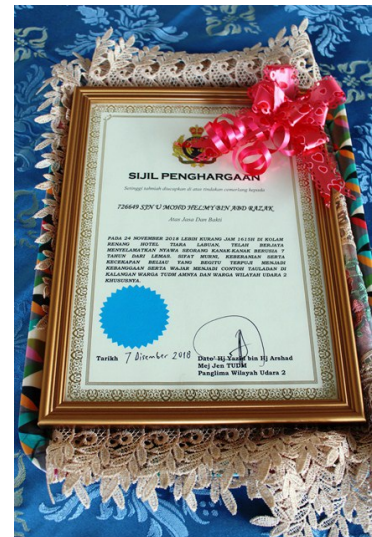 SIJIL PENGHARGAAN
Setinggi tahniah diucapkan di atas tindakan cemerlang kepada
726649 SSN U MOHD HELMY BIN ABD RAZAK
Atas Jasa Dan Bakti
PADA 24 NOVEMBER 2018 LEBIH KURANG JAM 1615H DI KOLAM
RENANG HOTEL TIARA LABUAN, TELAH BERJAYA
MENYELAMATKAN NYAWA SEORANG KANAK-KANAK BERUSIA 7
TAHUN DARI LEMAS. SIFAT MURNI, KEBERANIAN SERTA
KECEKAPAN BELIAU YANG BEGITU TERPUJI MENJADI
KEBANGGAAN SERTA WAJAR MENJADI CONTOH TAULADAN DI
KALANGAN WARGA TUDM AMNYA DAN WARGA WILAYAH UDARA 2
KHUSUSNYA.
Tarikh 7 Disember 2018
Dato' Hj Yazid bin Hj Arshad
Mej Jen TUDM
Panglima Wilayah Udara 2